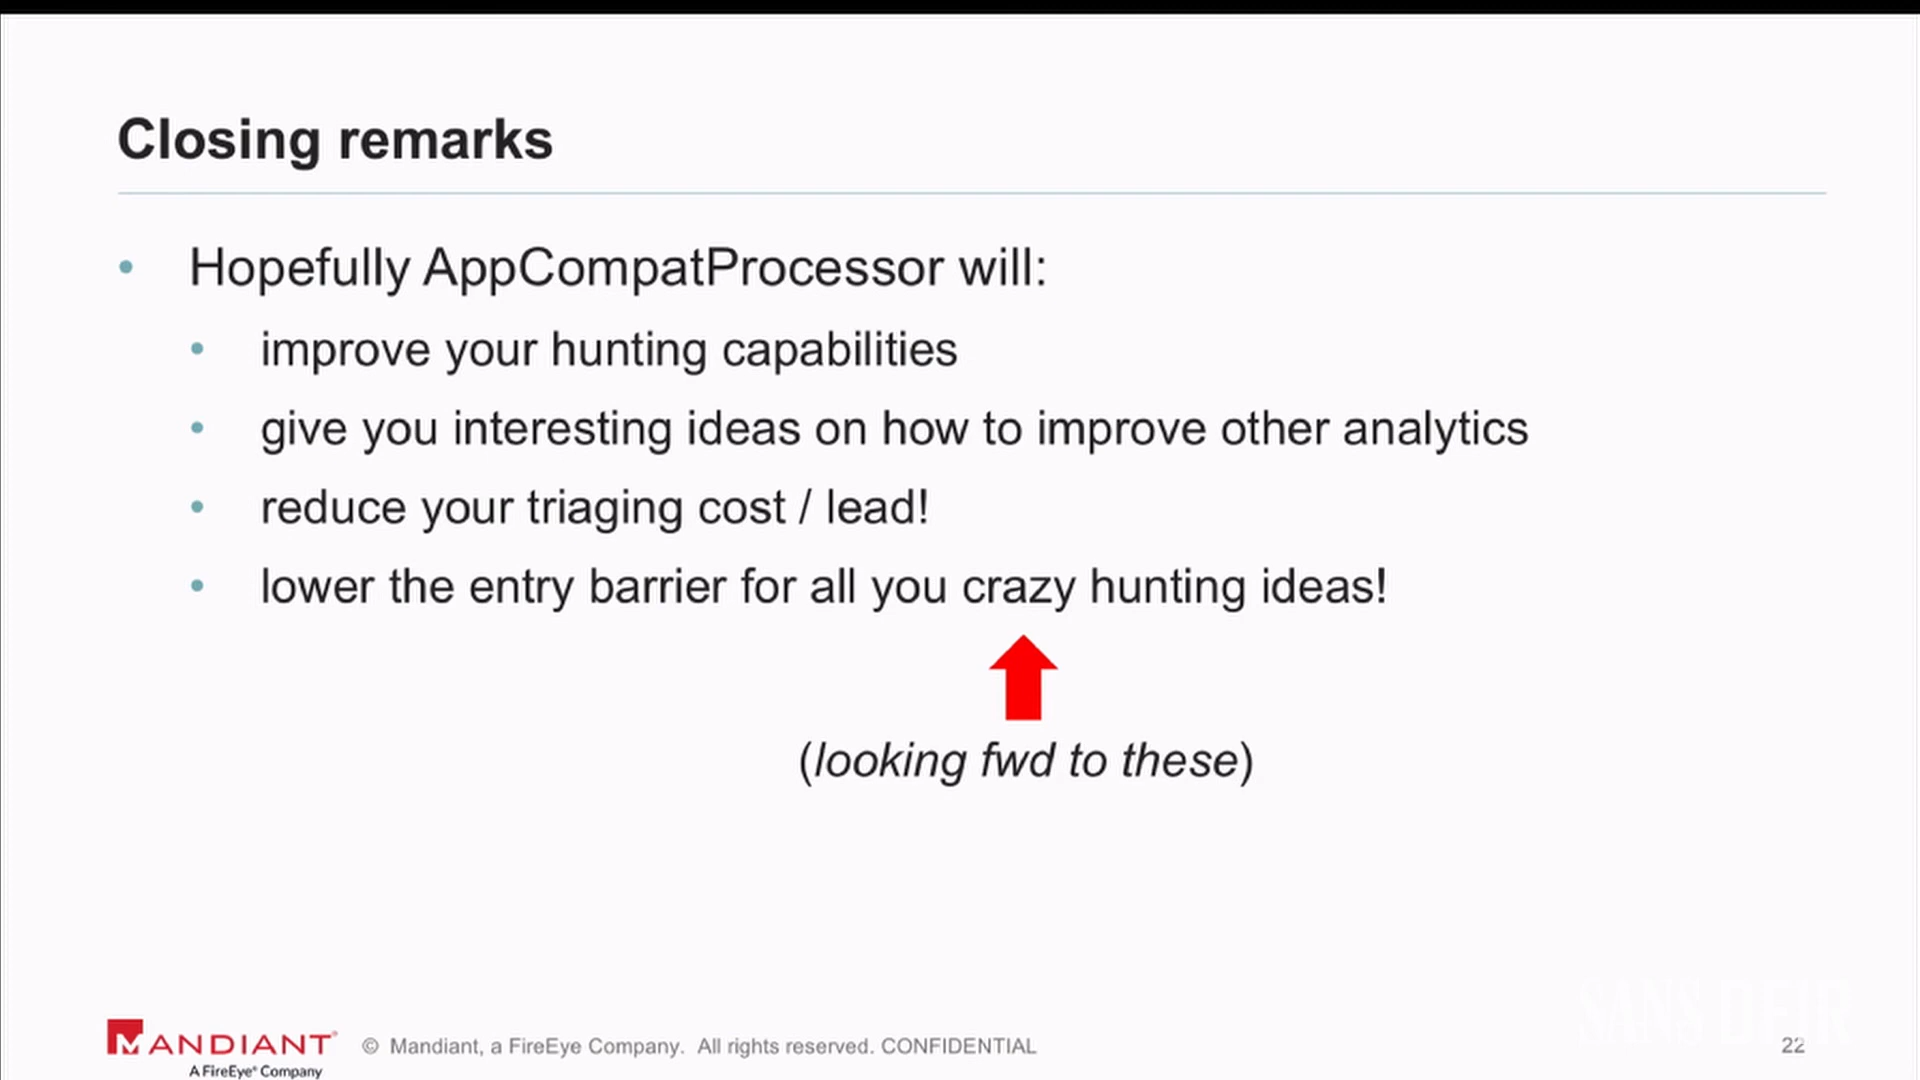 Closing remarks
• Hopefully AppCompatProcessor will:
• improve your hunting capabilities
• give you interesting ideas on how to improve other analytics
• reduce your triaging cost / lead!
• lower the entry barrier for all you crazy hunting ideas!
(looking fwd to these)
SANS DFIR
MANDIANT® © Mandiant, a FireEye Company. All rights reserved. CONFIDENTIAL 22
A FireEye® Company